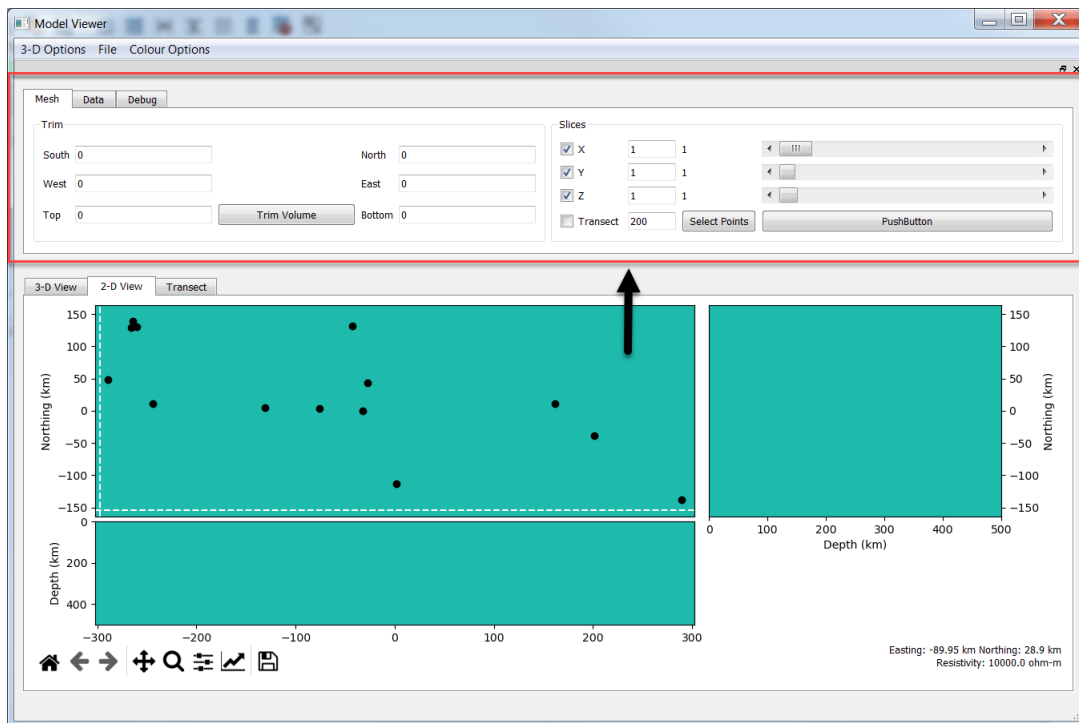 Model Viewer
3-D Options File Colour Options
Mesh Data Debug
Trim
South 0 North 0
West 0 East 0
Top 0 Trim Volume Bottom 0
Slices
X 1 1
Y 1 1
Z 1 1
Transect 200 Select Points PushButton
3-D View 2-D View Transect
150
100
50
0
−50
−100
−150
Northing (km)
0
200
400
Depth (km)
−300 −200 −100 0 100 200 300
150
100
50
0
−50
−100
−150
Northing (km)
0 100 200 300 400 500
Depth (km)
Easting: -89.95 km Northing: 28.9 km
Resistivity: 10000.0 ohm-m